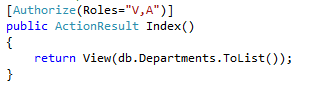 [Authorize(Roles="V,A")]
public ActionResult Index()
{
    return View(db.Departments.ToList());
}